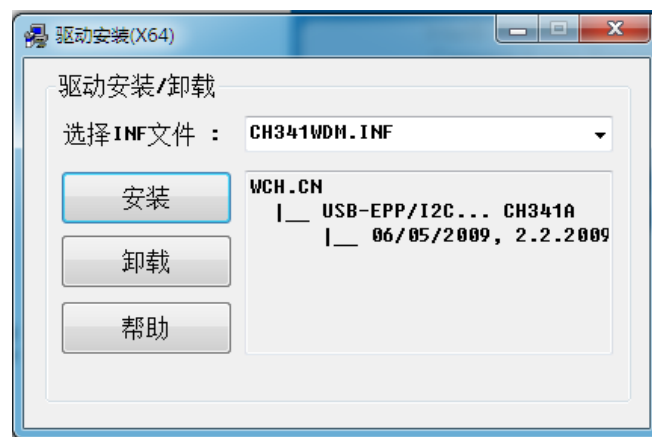 驱动安装(X64)
驱动安装/卸载
选择INF文件 :
CH341WDM.INF
安装
卸载
帮助
WCH.CN
|__ USB-EPP/I2C... CH341A
|__ 06/05/2009, 2.2.2009